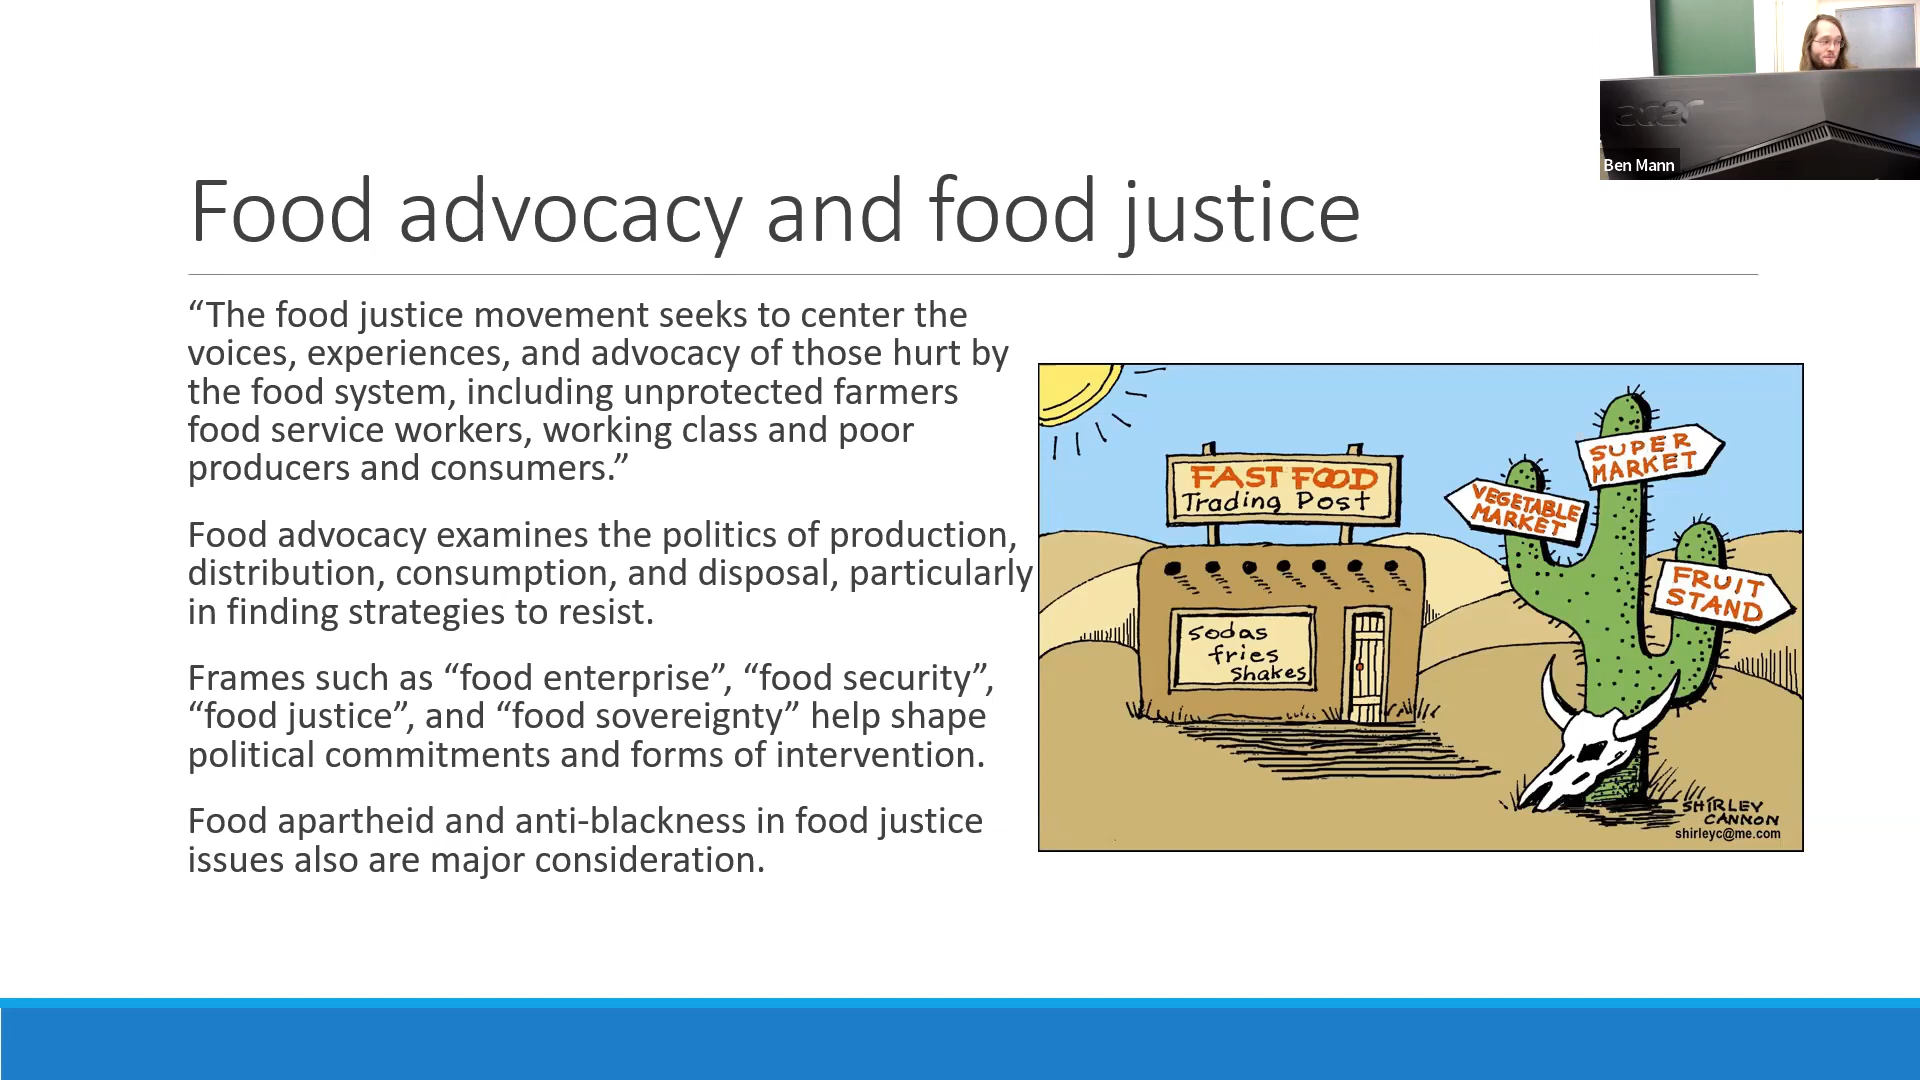 acer
Ben Mann
Food advocacy and food justice
“The food justice movement seeks to center the
voices, experiences, and advocacy of those hurt by
the food system, including unprotected farmers
food service workers, working class and poor
producers and consumers.”
Food advocacy examines the politics of production,
distribution, consumption, and disposal, particularly
in finding strategies to resist.
Frames such as “food enterprise”, “food security”,
“food justice”, and “food sovereignty” help shape
political commitments and forms of intervention.
Food apartheid and anti-blackness in food justice
issues also are major consideration.
FAST FOOD
Trading Post
Sodas
fries
Shakes
SUPER
MARKET
VEGETABLE
MARKET
FRUIT
STAND
SHIRLEY
CANNON
shirleyc@me.com